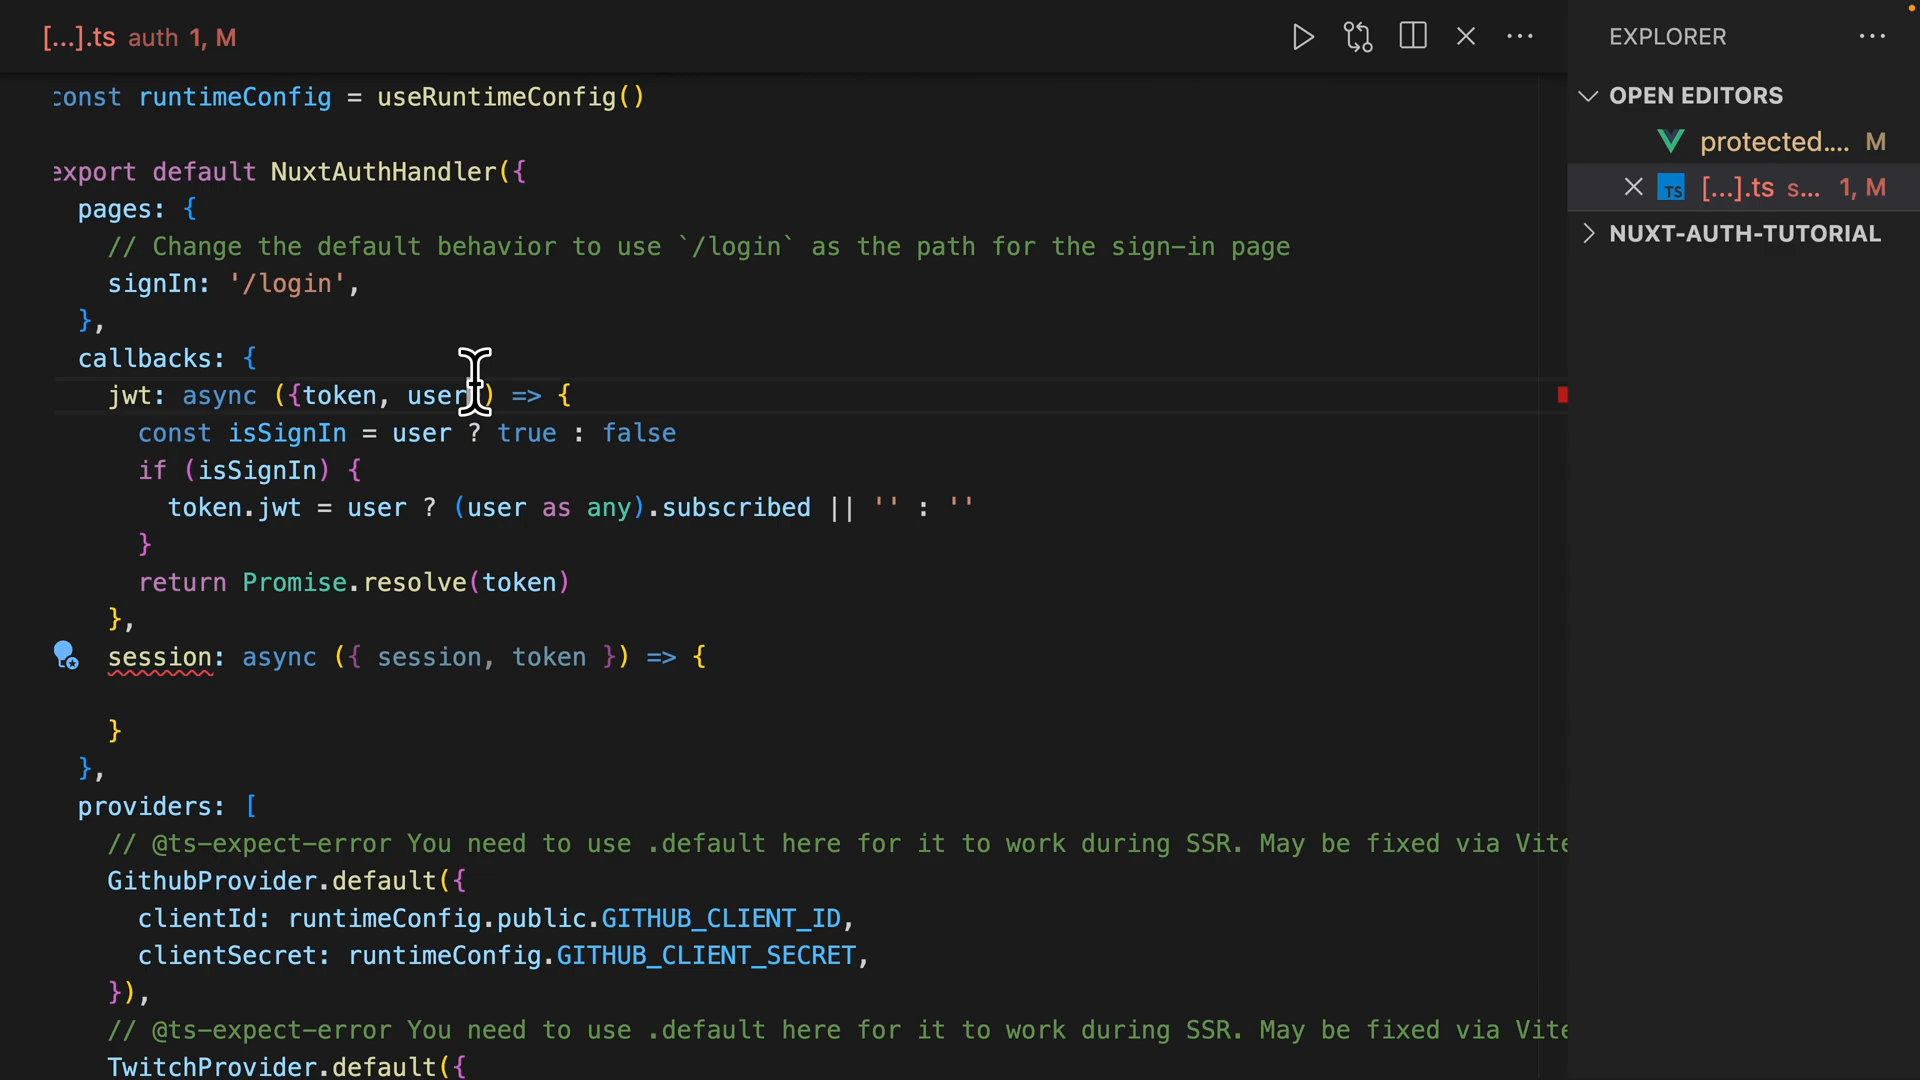 [...].ts auth 1, M
EXPLORER
const runtimeConfig = useRuntimeConfig()
export default NuxtAuthHandler({
pages: {
// Change the default behavior to use `/login` as the path for the sign-in page
signIn: '/login',
},
callbacks: {
jwt: async ({token, user}) => {
const isSignIn = user ? true : false
if (isSignIn) {
token.jwt = user ? (user as any).subscribed || '' : ''
}
return Promise.resolve(token)
},
session: async ({ session, token }) => {
}
},
providers: [
// @ts-expect-error You need to use .default here for it to work during SSR. May be fixed via Vite
GithubProvider.default({
clientId: runtimeConfig.public.GITHUB_CLIENT_ID,
clientSecret: runtimeConfig.GITHUB_CLIENT_SECRET,
}),
// @ts-expect-error You need to use .default here for it to work during SSR. May be fixed via Vite
TwitchProvider.default({
OPEN EDITORS
protected.... M
TS [...].ts s... 1, M
NUXT-AUTH-TUTORIAL